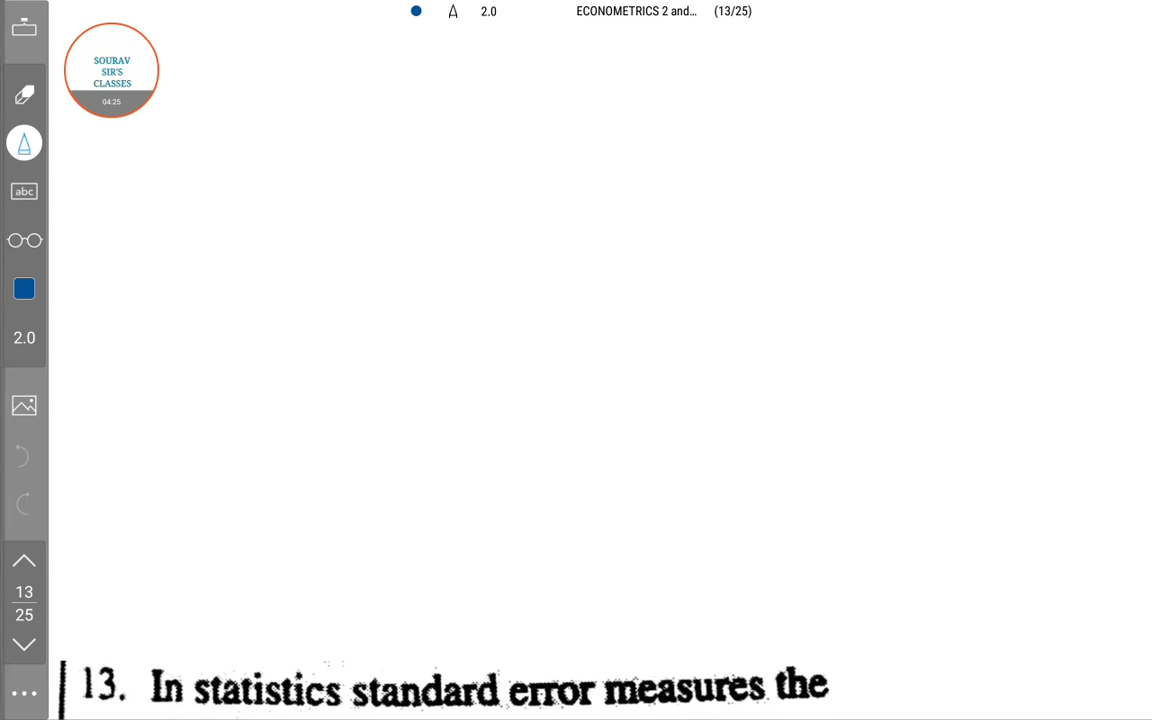 2.0 ECONOMETRICS 2 and... (13/25)
SOURAV
SIR'S
CLASSES
04:25
abc
2.0
13
25
13. In statistics standard error measures the